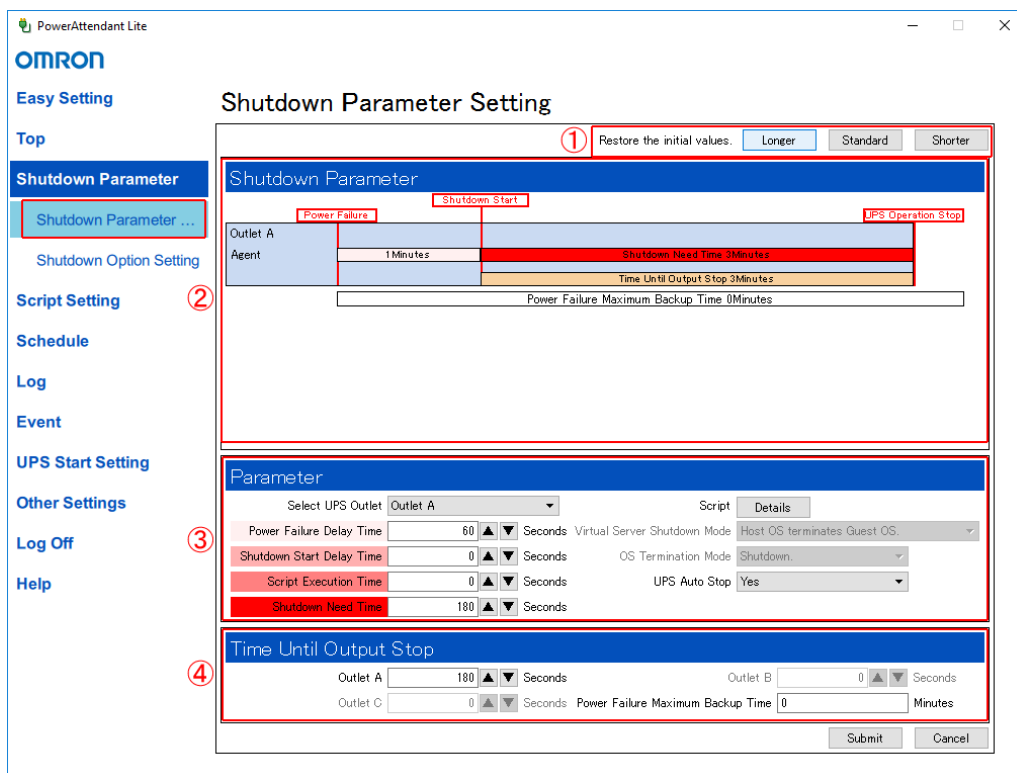 PowerAttendant Lite
OMRON
Easy Setting
Top
Shutdown Parameter
Shutdown Parameter ...
Shutdown Option Setting
Script Setting
Schedule
Log
Event
UPS Start Setting
Other Settings
Log Off
Help
Shutdown Parameter Setting
① Restore the initial values. Longer Standard Shorter
②
Shutdown Parameter
Shutdown Start
Power Failure UPS Operation Stop
Outlet A
Agent 1Minutes Shutdown Need Time 3Minutes
Time Until Output Stop 3Minutes
Power Failure Maximum Backup Time 0Minutes
③
Parameter
Select UPS Outlet Outlet A Script Details
Power Failure Delay Time 60 Seconds Virtual Server Shutdown Mode Host OS terminates Guest OS.
Shutdown Start Delay Time 0 Seconds OS Termination Mode Shutdown.
Script Execution Time 0 Seconds UPS Auto Stop Yes
Shutdown Need Time 180 Seconds
④
Time Until Output Stop
Outlet A 180 Seconds Outlet B 0 Seconds
Outlet C 0 Seconds Power Failure Maximum Backup Time 0 Minutes
Submit Cancel